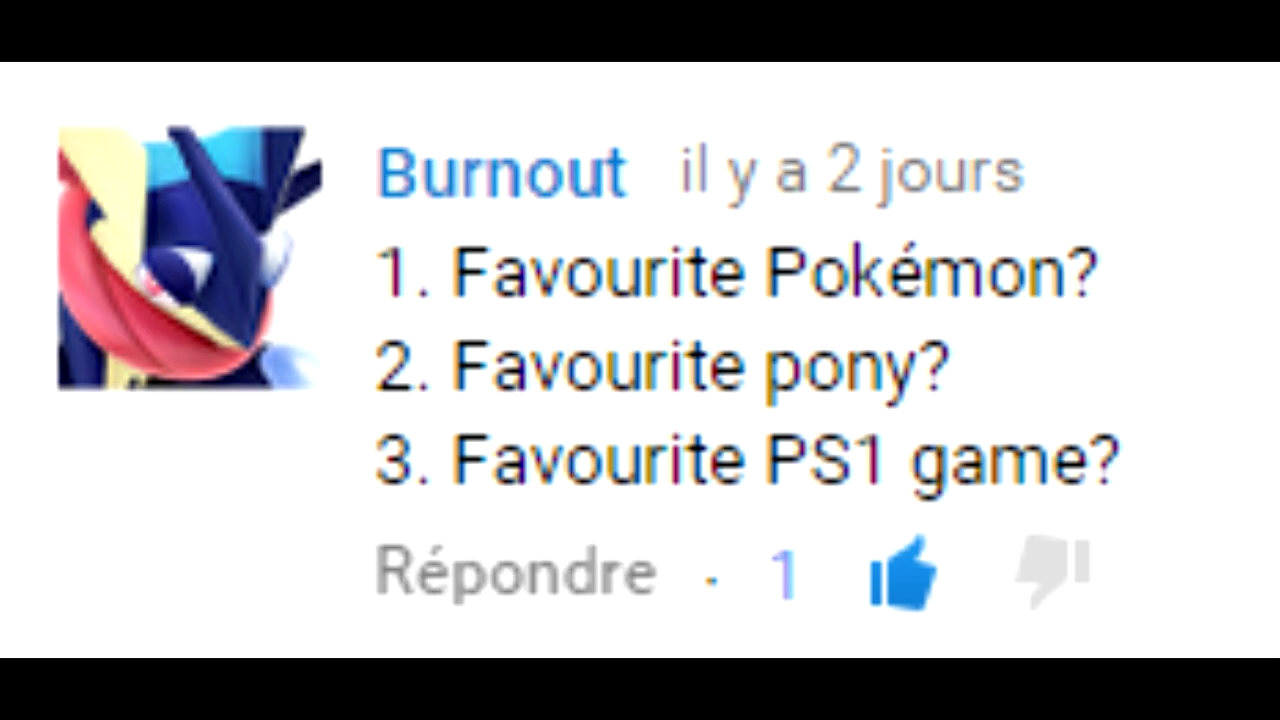 Burnout il y a 2 jours
1. Favourite Pokémon?
2. Favourite pony?
3. Favourite PS1 game?
Répondre · 1